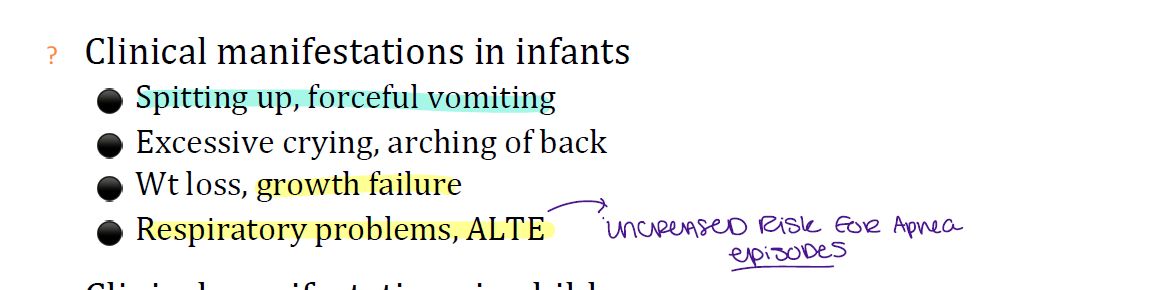 ? Clinical manifestations in infants
● Spitting up, forceful vomiting
● Excessive crying, arching of back
● Wt loss, growth failure
● Respiratory problems, ALTE
increased risk for Apnea
episodes